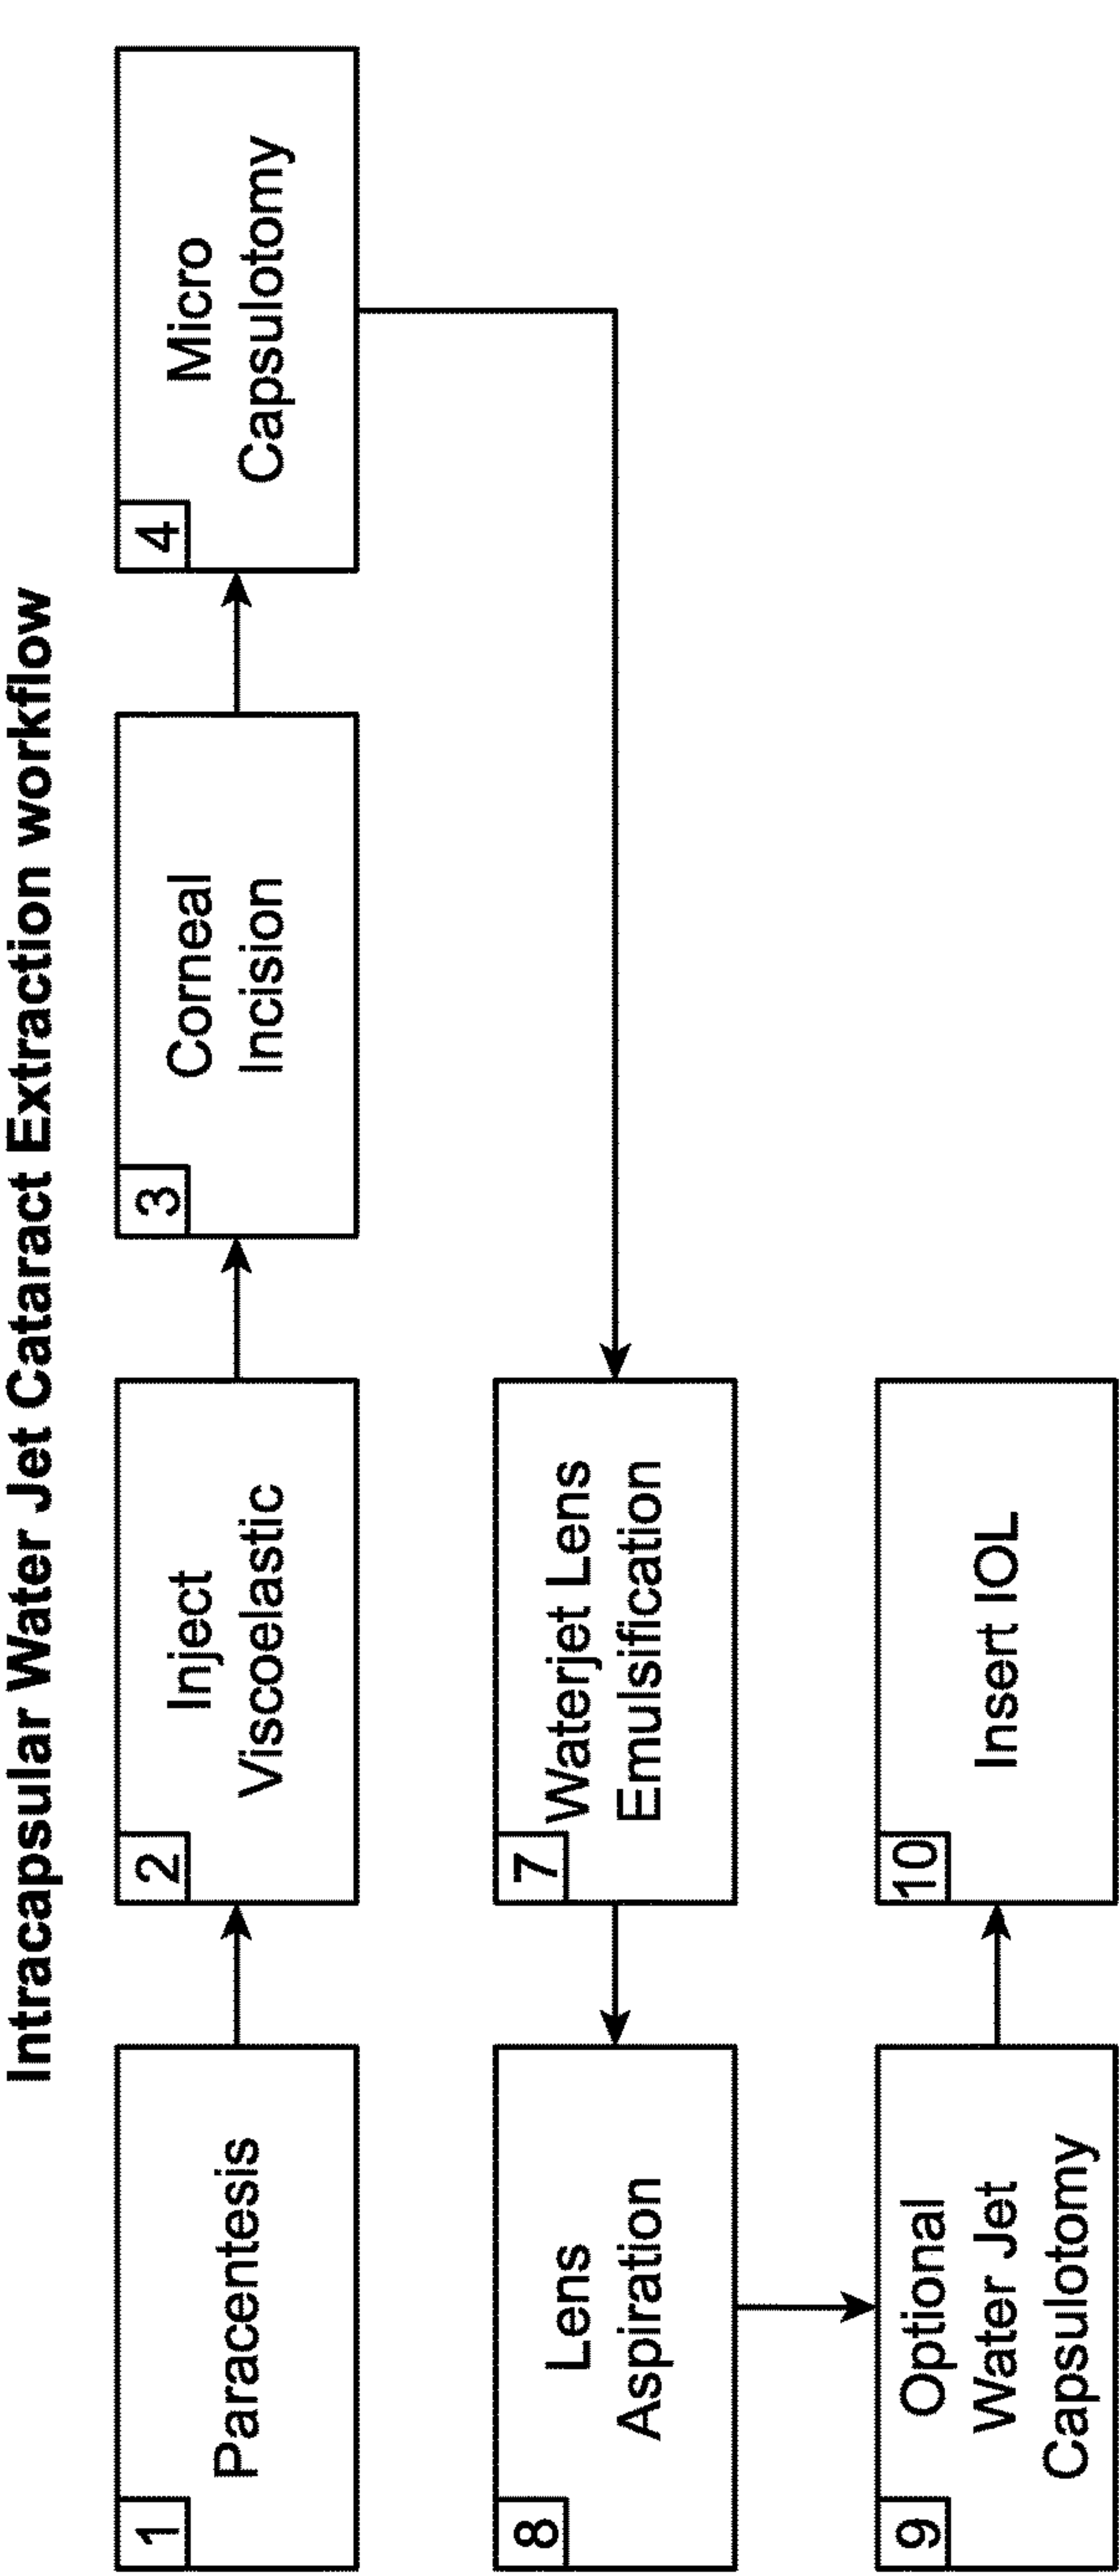 Intracapsular Water Jet Cataract Extraction workflow
1
Paracentesis
2
Inject
Viscoelastic
3
Corneal
Incision
4
Micro
Capsulotomy
7
Waterjet Lens
Emulsification
8
Lens
Aspiration
9
Optional
Water Jet
Capsulotomy
10
Insert IOL